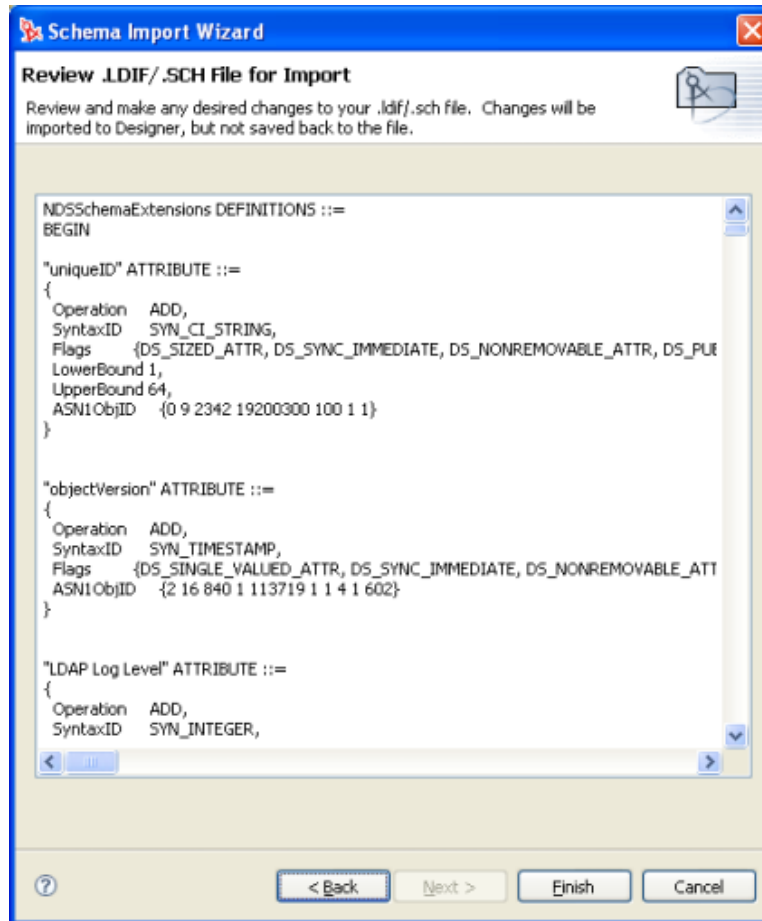 Schema Import Wizard
Review .LDIF/.SCH File for Import
Review and make any desired changes to your .ldif/.sch file. Changes will be
imported to Designer, but not saved back to the file.
NDSSchemaExtensions DEFINITIONS ::=
BEGIN
"uniqueID" ATTRIBUTE ::=
{
Operation ADD,
SyntaxID SYN_CI_STRING,
Flags {DS_SIZED_ATTR, DS_SYNC_IMMEDIATE, DS_NONREMOVABLE_ATTR, DS_PUB
LowerBound 1,
UpperBound 64,
ASN1ObjID {0 9 2342 19200300 100 1 1}
}
"objectVersion" ATTRIBUTE ::=
{
Operation ADD,
SyntaxID SYN_TIMESTAMP,
Flags {DS_SINGLE_VALUED_ATTR, DS_SYNC_IMMEDIATE, DS_NONREMOVABLE_ATT
ASN1ObjID {2 16 840 1 113719 1 1 4 1 602}
}
"LDAP Log Level" ATTRIBUTE ::=
{
Operation ADD,
SyntaxID SYN_INTEGER,
< Back Next > Finish Cancel